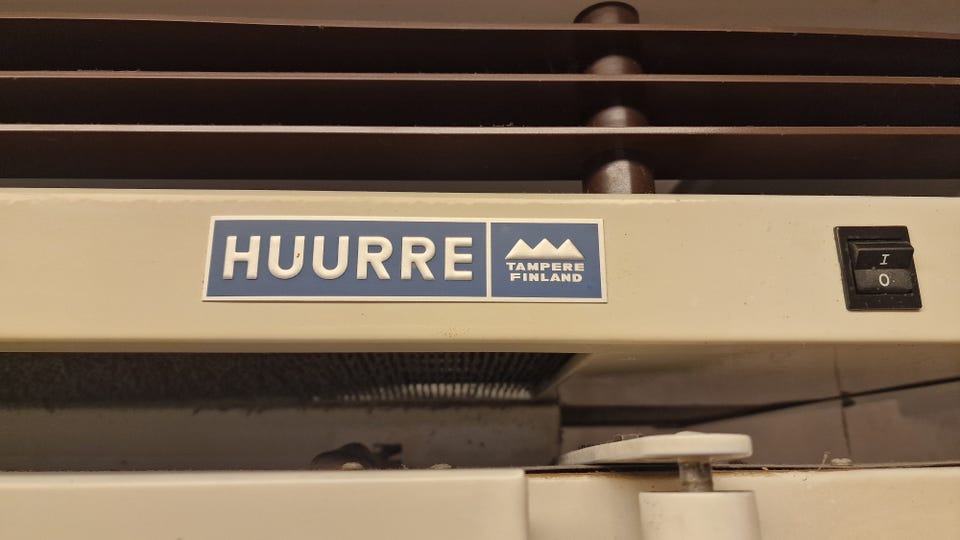 HUURRE
TAMPERE
FINLAND
I
O